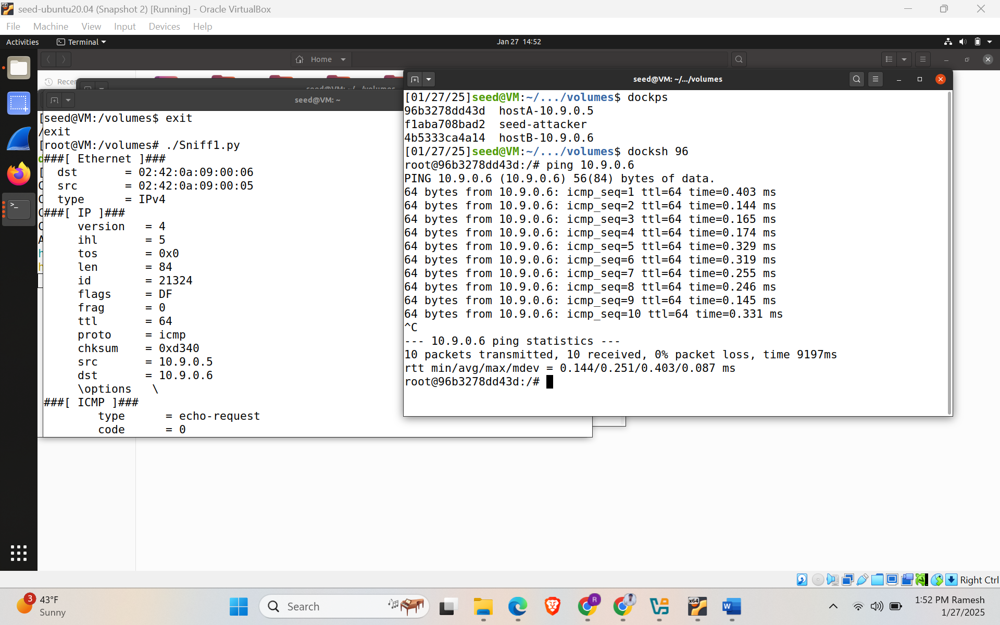 seed-ubuntu20.04 (Snapshot 2) [Running] - Oracle VirtualBox
File Machine View Input Devices Help
Activities Terminal Jan 27 14:52
Home
Recen
seed@VM: ~
[seed@VM:/volumes$ exit
/exit
[root@VM:/volumes# ./Sniff1.py
###[ Ethernet ]###
dst = 02:42:0a:09:00:06
src = 02:42:0a:09:00:05
type = IPv4
###[ IP ]###
version = 4
ihl = 5
tos = 0x0
len = 84
id = 21324
flags = DF
frag = 0
ttl = 64
proto = icmp
chksum = 0xd340
src = 10.9.0.5
dst = 10.9.0.6
\options \
###[ ICMP ]###
type = echo-request
code = 0
seed@VM: ~/.../volumes
[01/27/25]seed@VM:~/.../volumes$ dockps
96b3278dd43d hostA-10.9.0.5
f1aba708bad2 seed-attacker
4b5333ca4a14 hostB-10.9.0.6
[01/27/25]seed@VM:~/.../volumes$ docksh 96
root@96b3278dd43d:/# ping 10.9.0.6
PING 10.9.0.6 (10.9.0.6) 56(84) bytes of data.
64 bytes from 10.9.0.6: icmp_seq=1 ttl=64 time=0.403 ms
64 bytes from 10.9.0.6: icmp_seq=2 ttl=64 time=0.144 ms
64 bytes from 10.9.0.6: icmp_seq=3 ttl=64 time=0.165 ms
64 bytes from 10.9.0.6: icmp_seq=4 ttl=64 time=0.174 ms
64 bytes from 10.9.0.6: icmp_seq=5 ttl=64 time=0.329 ms
64 bytes from 10.9.0.6: icmp_seq=6 ttl=64 time=0.319 ms
64 bytes from 10.9.0.6: icmp_seq=7 ttl=64 time=0.255 ms
64 bytes from 10.9.0.6: icmp_seq=8 ttl=64 time=0.246 ms
64 bytes from 10.9.0.6: icmp_seq=9 ttl=64 time=0.145 ms
64 bytes from 10.9.0.6: icmp_seq=10 ttl=64 time=0.331 ms
^C
--- 10.9.0.6 ping statistics ---
10 packets transmitted, 10 received, 0% packet loss, time 9197ms
rtt min/avg/max/mdev = 0.144/0.251/0.403/0.087 ms
root@96b3278dd43d:/#
Right Ctrl
3
43°F
Sunny
Search
R
x64
1:52 PM Ramesh
1/27/2025